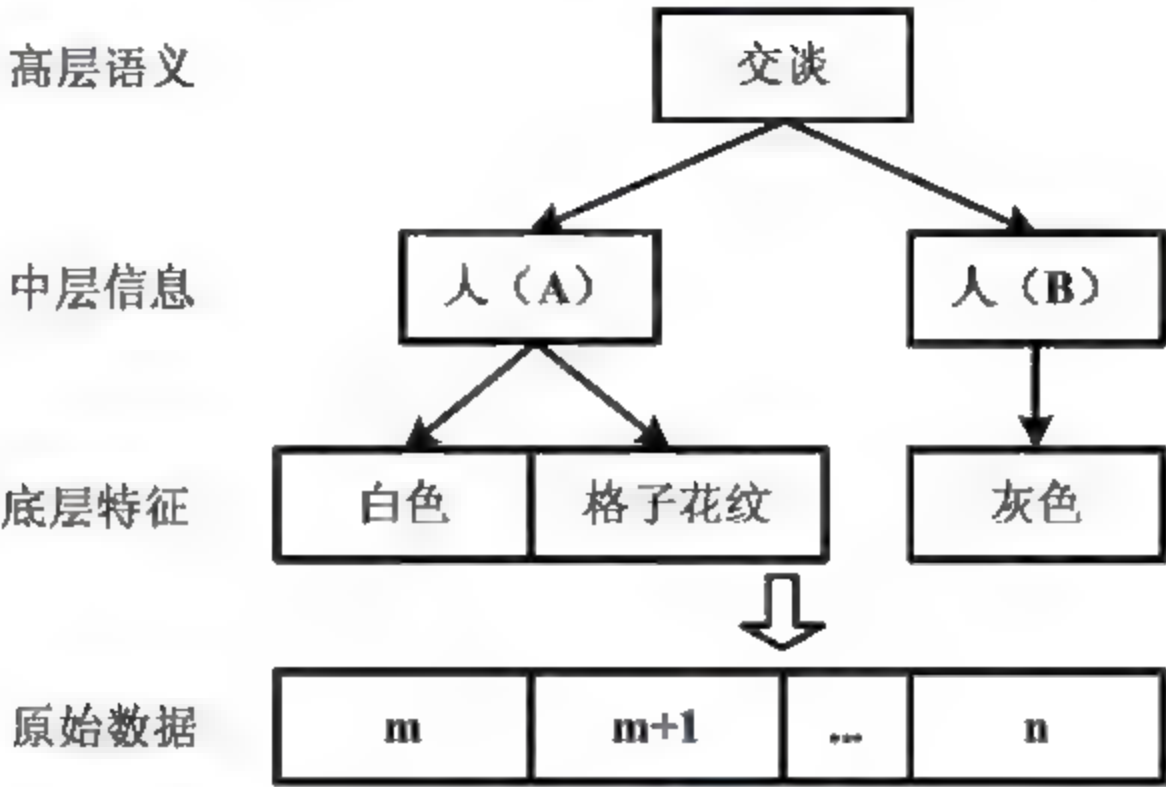 高层语义 交谈
中层信息 人（A） 人（B）
底层特征 白色 格子花纹 灰色
原始数据 m m+1 ... n